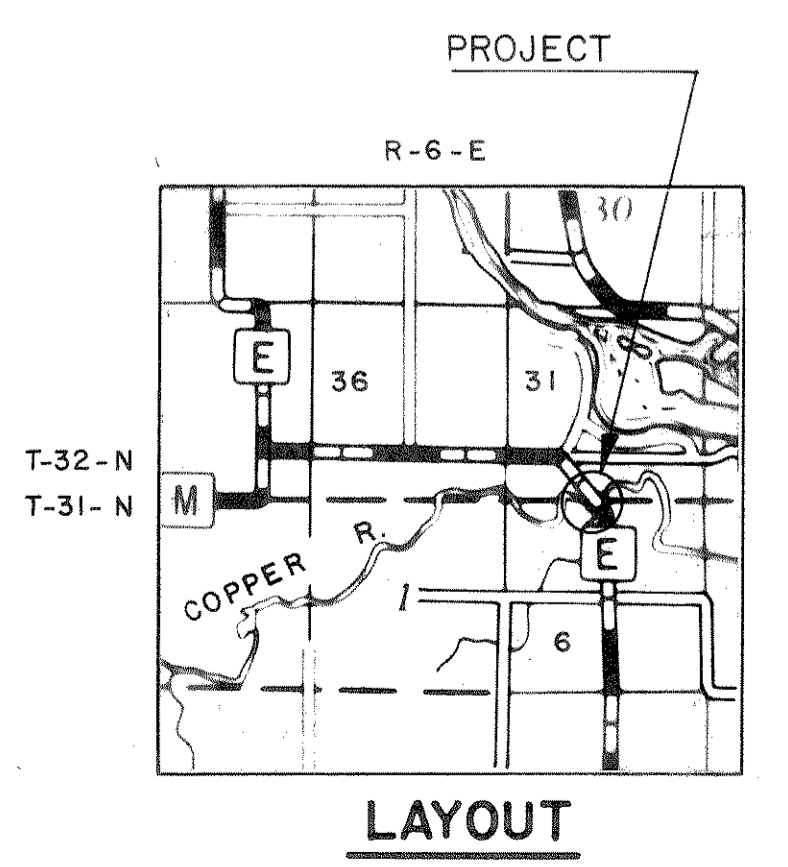 PROJECT
R-6-E
30
E
36
31
T-32-N
T-31-N
M
COPPER R.
E
1
6
LAYOUT